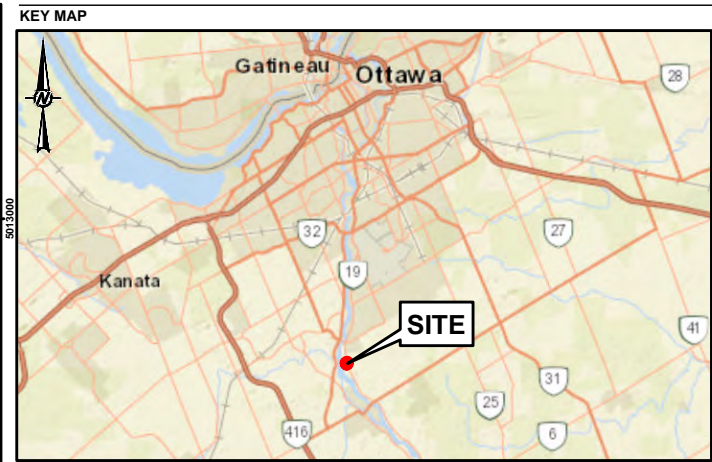 KEY MAP
N
Gatineau
Ottawa
28
5013000
32
27
19
Kanata
SITE
41
31
25
416
6